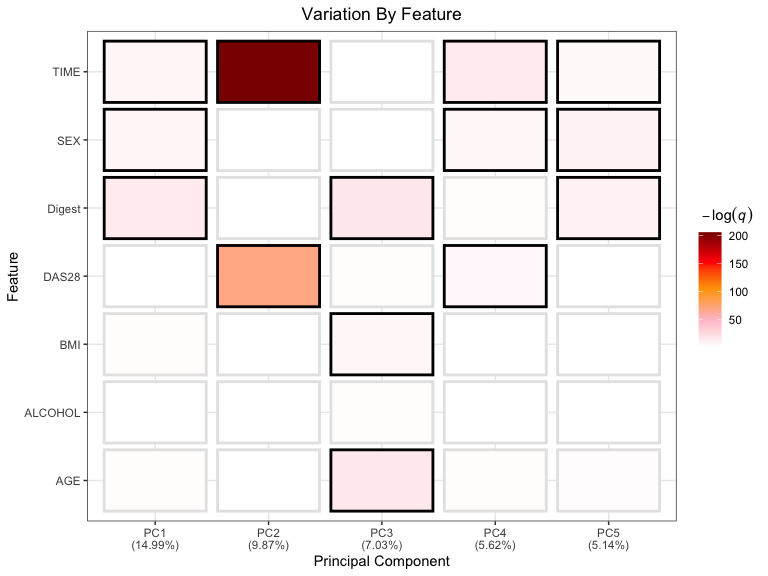 Variation By Feature
TIME
SEX
Digest
DAS28
BMI
ALCOHOL
AGE
Feature
PC1
(14.99%)
PC2
(9.87%)
PC3
(7.03%)
PC4
(5.62%)
PC5
(5.14%)
Principal Component
−log(q)
200
150
100
50